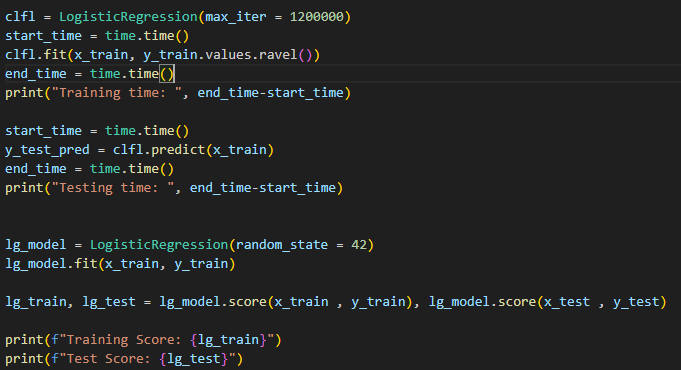 clfl = LogisticRegression(max_iter = 1200000)
start_time = time.time()
clfl.fit(x_train, y_train.values.ravel())
end_time = time.time()
print("Training time: ", end_time-start_time)
start_time = time.time()
y_test_pred = clfl.predict(x_train)
end_time = time.time()
print("Testing time: ", end_time-start_time)
lg_model = LogisticRegression(random_state = 42)
lg_model.fit(x_train, y_train)
lg_train, lg_test = lg_model.score(x_train , y_train), lg_model.score(x_test , y_test)
print(f"Training Score: {lg_train}")
print(f"Test Score: {lg_test}")